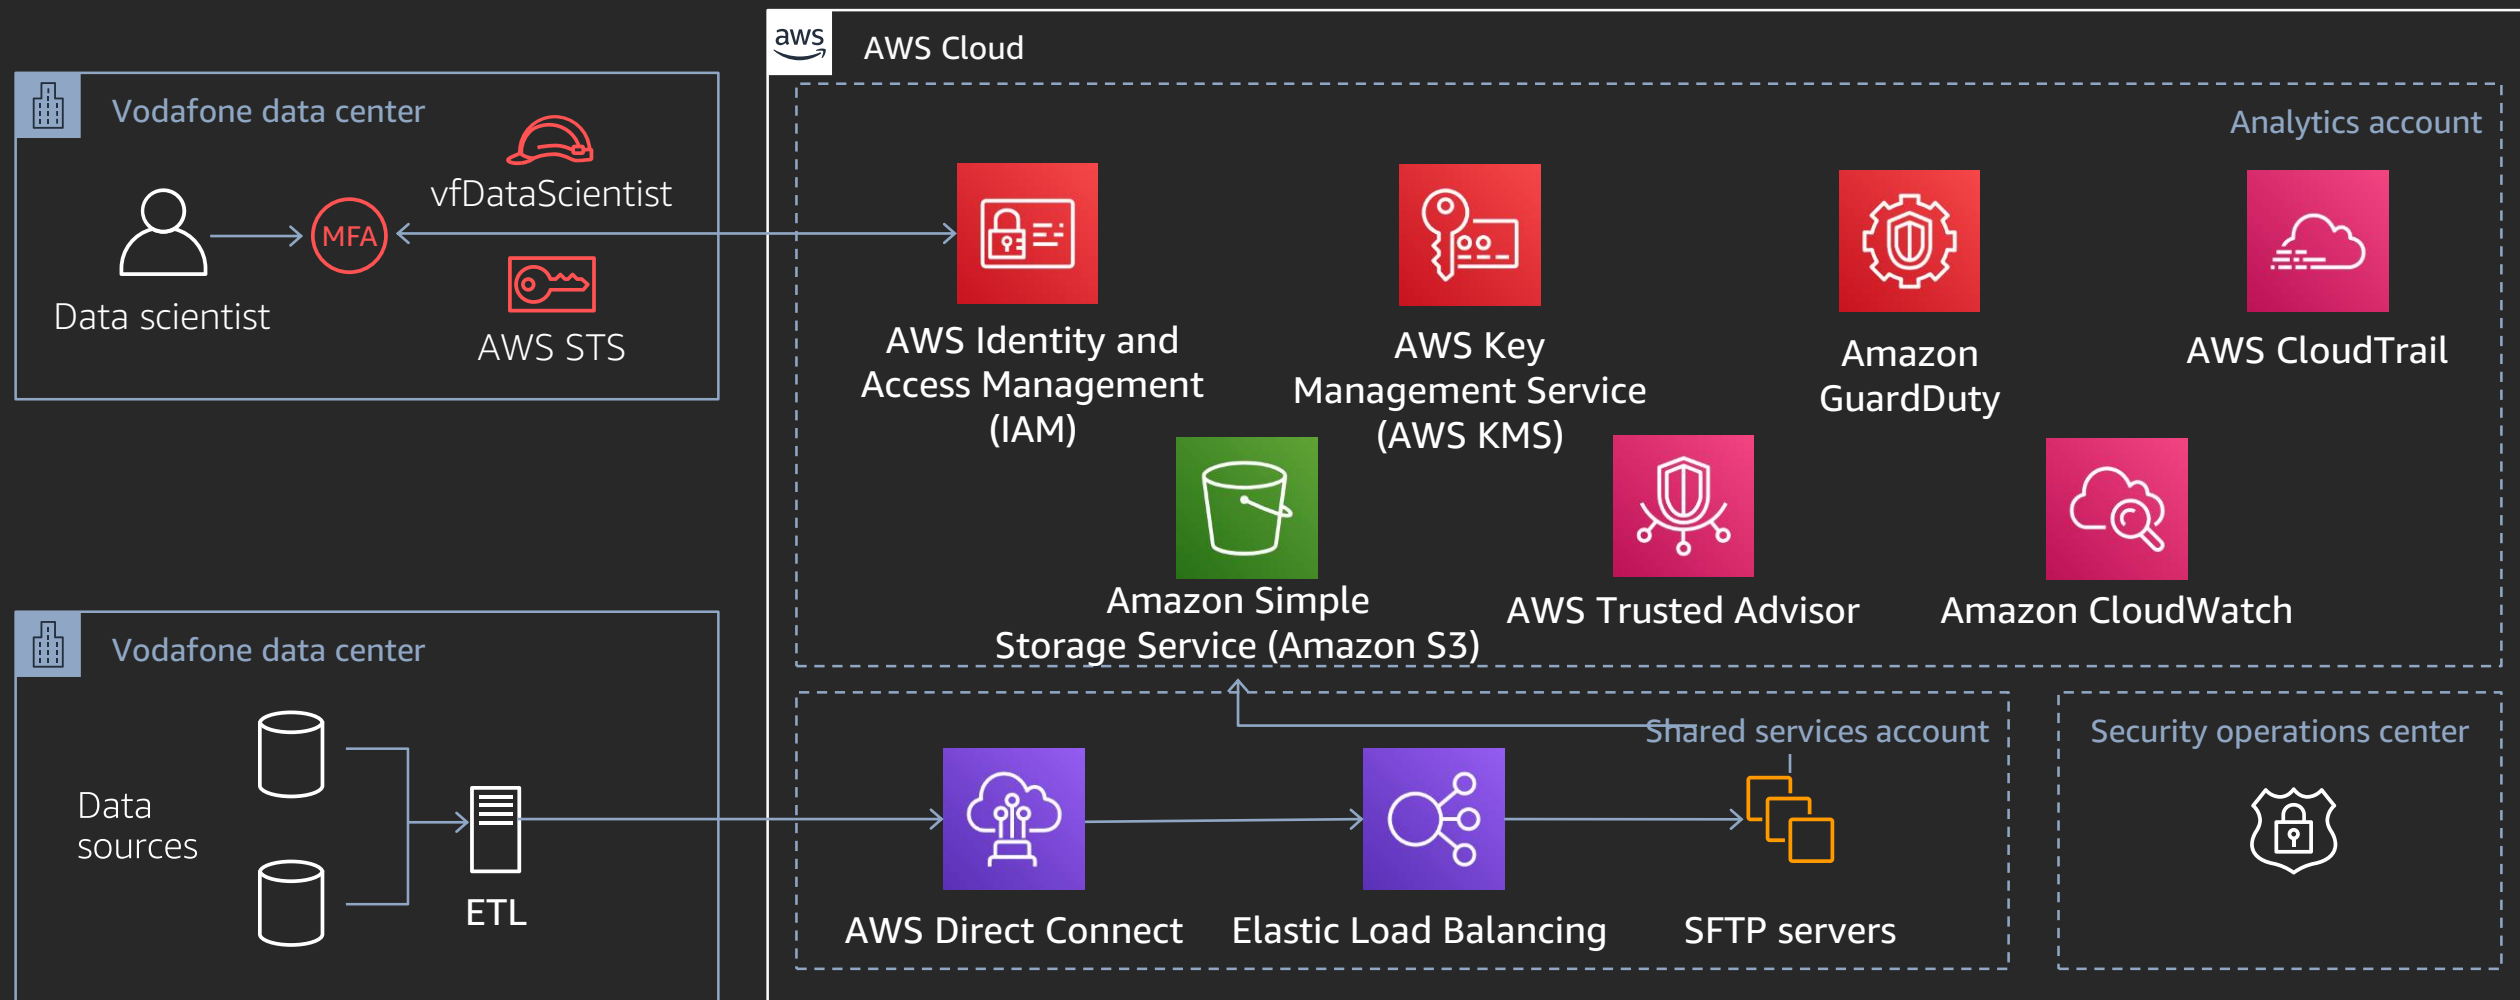 aws
AWS Cloud
Vodafone data center
vfDataScientist
MFA
Data scientist
AWS STS
Analytics account
AWS Identity and
Access Management
(IAM)
AWS Key
Management Service
(AWS KMS)
Amazon
GuardDuty
AWS CloudTrail
Amazon Simple
Storage Service (Amazon S3)
AWS Trusted Advisor
Amazon CloudWatch
Vodafone data center
Data
sources
ETL
Shared services account
AWS Direct Connect
Elastic Load Balancing
SFTP servers
Security operations center